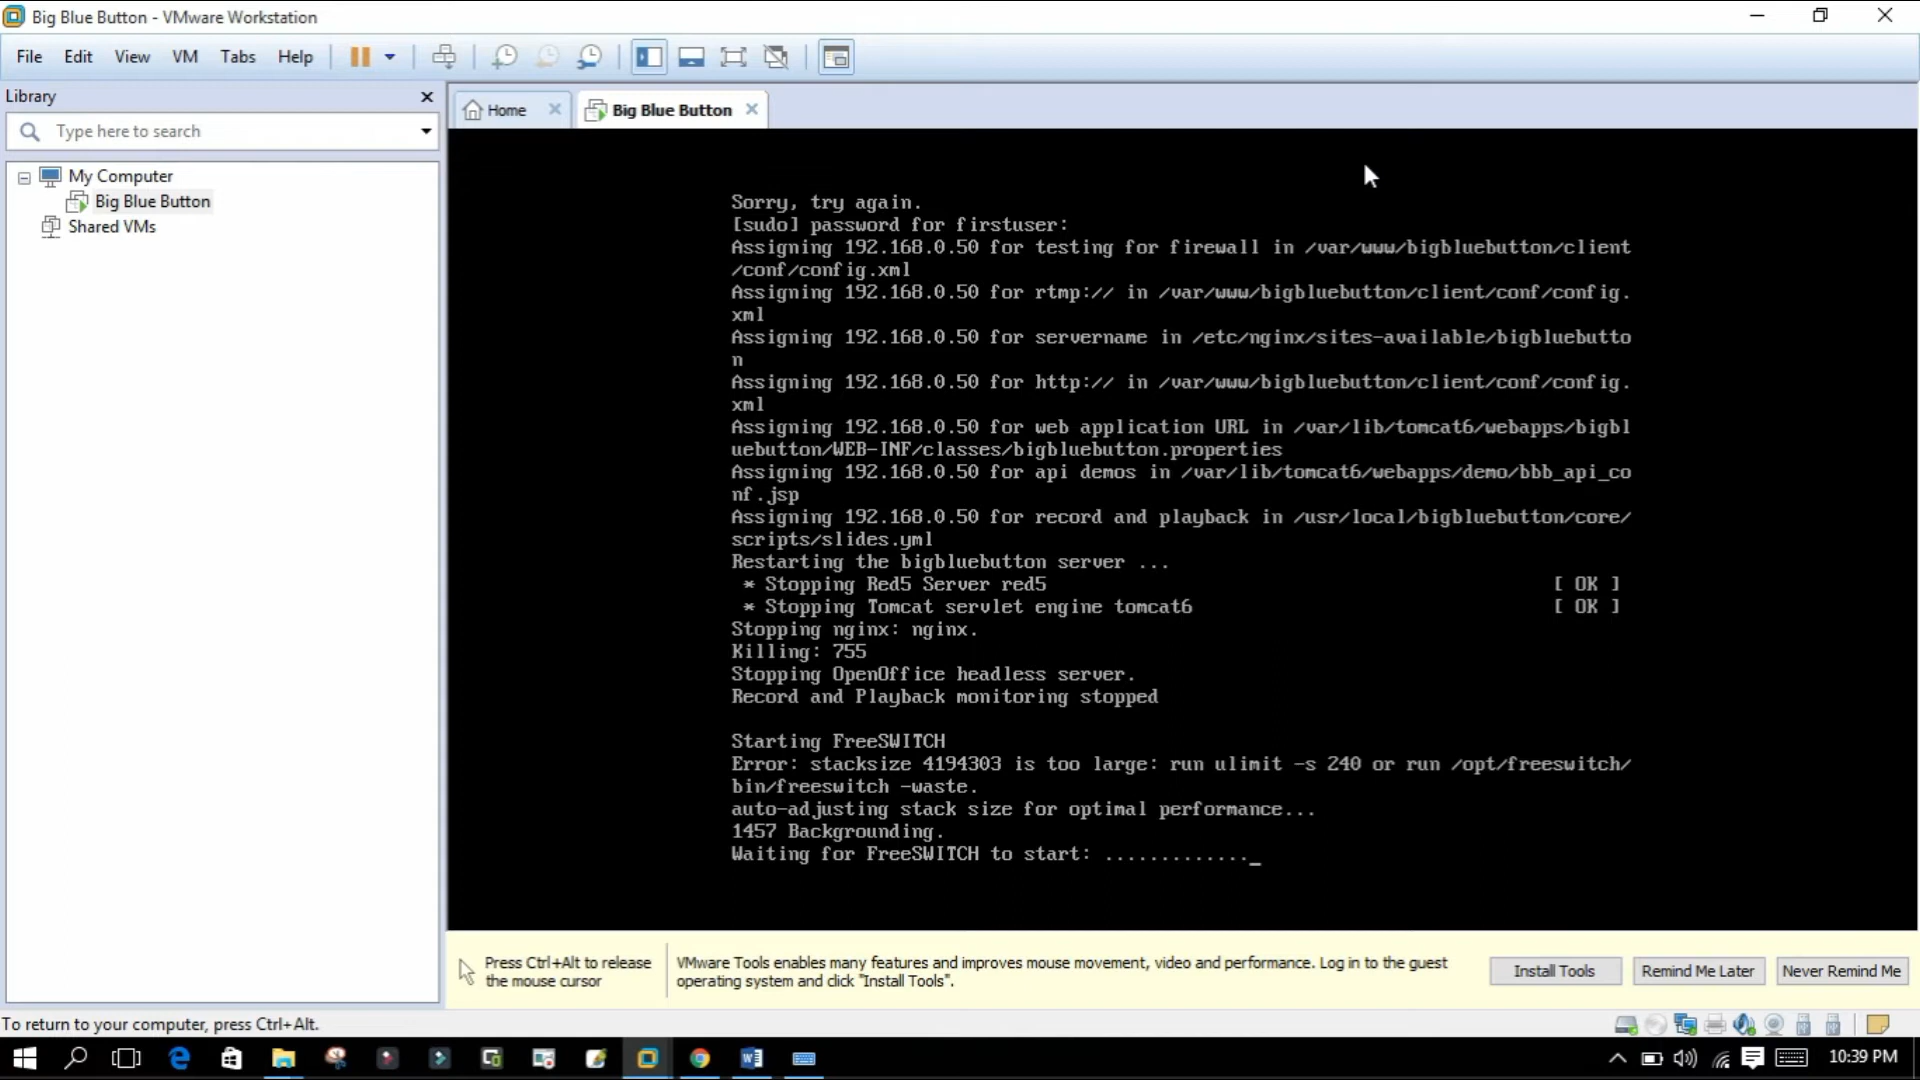 Big Blue Button - VMware Workstation
File Edit View VM Tabs Help
Library
Type here to search
My Computer
Big Blue Button
Shared VMs
Home
Big Blue Button
Sorry, try again.
[sudo] password for firstuser:
Assigning 192.168.0.50 for testing for firewall in /var/www/bigbluebutton/client
/conf/config.xml
Assigning 192.168.0.50 for rtmp:// in /var/www/bigbluebutton/client/conf/config.
xml
Assigning 192.168.0.50 for servername in /etc/nginx/sites-available/bigbluebutto
n
Assigning 192.168.0.50 for http:// in /var/www/bigbluebutton/client/conf/config.
xml
Assigning 192.168.0.50 for web application URL in /var/lib/tomcat6/webapps/bigbl
uebutton/WEB-INF/classes/bigbluebutton.properties
Assigning 192.168.0.50 for api demos in /var/lib/tomcat6/webapps/demo/bbb_api_co
nf.jsp
Assigning 192.168.0.50 for record and playback in /usr/local/bigbluebutton/core/
scripts/slides.yml
Restarting the bigbluebutton server ...
* Stopping Red5 Server red5 [ OK ]
* Stopping Tomcat servlet engine tomcat6 [ OK ]
Stopping nginx: nginx.
Killing: 755
Stopping OpenOffice headless server.
Record and Playback monitoring stopped
Starting FreeSWITCH
Error: stacksize 4194303 is too large: run ulimit -s 240 or run /opt/freeswitch/
bin/freeswitch -waste.
auto-adjusting stack size for optimal performance...
1457 Backgrounding.
Waiting for FreeSWITCH to start: ............._
Press Ctrl+Alt to release
the mouse cursor
VMware Tools enables many features and improves mouse movement, video and performance. Log in to the guest
operating system and click "Install Tools".
Install Tools
Remind Me Later
Never Remind Me
To return to your computer, press Ctrl+Alt.
10:39 PM